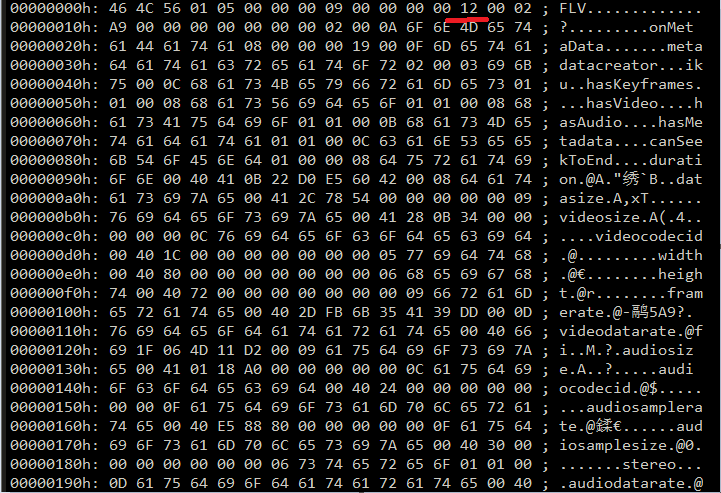 00000000h: 46 4C 56 01 05 00 00 00 09 00 00 00 00 12 00 02 ; FLV.............
00000010h: A9 00 00 00 00 00 00 02 00 0A 6F 6E 4D 65 74 61 ; ?.........onMet
00000020h: 61 44 61 74 61 08 00 00 00 19 00 0F 6D 65 74 61 ; aData.......meta
00000030h: 64 61 74 61 63 72 65 61 74 6F 72 02 00 03 69 6B ; datacreator...ik
00000040h: 75 00 0C 68 61 73 4B 65 79 66 72 61 6D 65 73 01 ; u..hasKeyframes.
00000050h: 01 00 08 68 61 73 56 69 64 65 6F 01 01 00 08 68 ; ...hasVideo....h
00000060h: 61 73 41 75 64 69 6F 01 01 00 0B 68 61 73 4D 65 ; asAudio....hasMe
00000070h: 74 61 64 61 74 61 01 01 00 0C 63 61 6E 53 65 65 ; tadata....canSee
00000080h: 6B 54 6F 45 6E 64 01 00 00 08 64 75 72 61 74 69 ; kToEnd....durati
00000090h: 6F 6E 00 40 41 0B 22 D0 E5 60 42 00 08 64 61 74 ; on.@A."绣`B..dat
000000a0h: 61 73 69 7A 65 00 41 2C 78 54 00 00 00 00 00 09 ; asize.A,xT......
000000b0h: 76 69 64 65 6F 73 69 7A 65 00 41 28 0B 34 00 00 ; videosize.A(.4..
000000c0h: 00 00 00 0C 76 69 64 65 6F 63 6F 64 65 63 69 64 ; ....videocodecid
000000d0h: 00 40 1C 00 00 00 00 00 00 00 05 77 69 64 74 68 ; .@.........width
000000e0h: 00 40 80 00 00 00 00 00 00 00 06 68 65 69 67 68 ; .@€........heigh
000000f0h: 74 00 40 72 00 00 00 00 00 00 00 09 66 72 61 6D ; t.@r........fram
00000100h: 65 72 61 74 65 00 40 2D FB 6B 35 41 39 DD 00 0D ; erate.@-鹝5A9?.
00000110h: 76 69 64 65 6F 64 61 74 61 72 61 74 65 00 40 66 ; videodatarate.@f
00000120h: 69 1F 06 4D 11 D2 00 09 61 75 64 69 6F 73 69 7A ; i..M.?.audiosiz
00000130h: 65 00 41 01 18 A0 00 00 00 00 00 0C 61 75 64 69 ; e.A..?.....audi
00000140h: 6F 63 6F 64 65 63 69 64 00 40 24 00 00 00 00 00 ; ocodecid.@$.....
00000150h: 00 00 0F 61 75 64 69 6F 73 61 6D 70 6C 65 72 61 ; ...audiosamplera
00000160h: 74 65 00 40 E5 88 80 00 00 00 00 00 0F 61 75 64 ; te.@鍒€......aud
00000170h: 69 6F 73 61 6D 70 6C 65 73 69 7A 65 00 40 30 00 ; iosamplesize.@0.
00000180h: 00 00 00 00 00 00 06 73 74 65 72 65 6F 01 01 00 ; .......stereo...
00000190h: 0D 61 75 64 69 6F 64 61 74 61 72 61 74 65 00 40 ; .audiodatarate.@